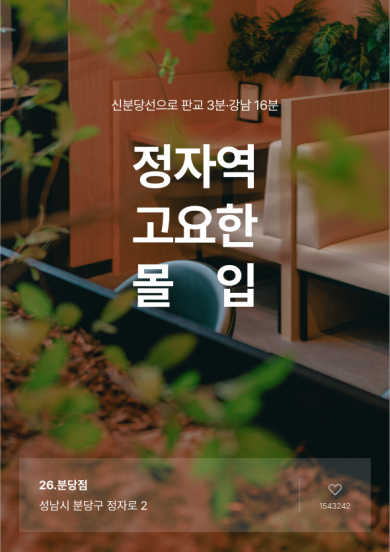 신분당선으로 판교 3분·강남 16분
정자역
고요한
몰 입
26.분당점
성남시 분당구 정자로 2
1543242